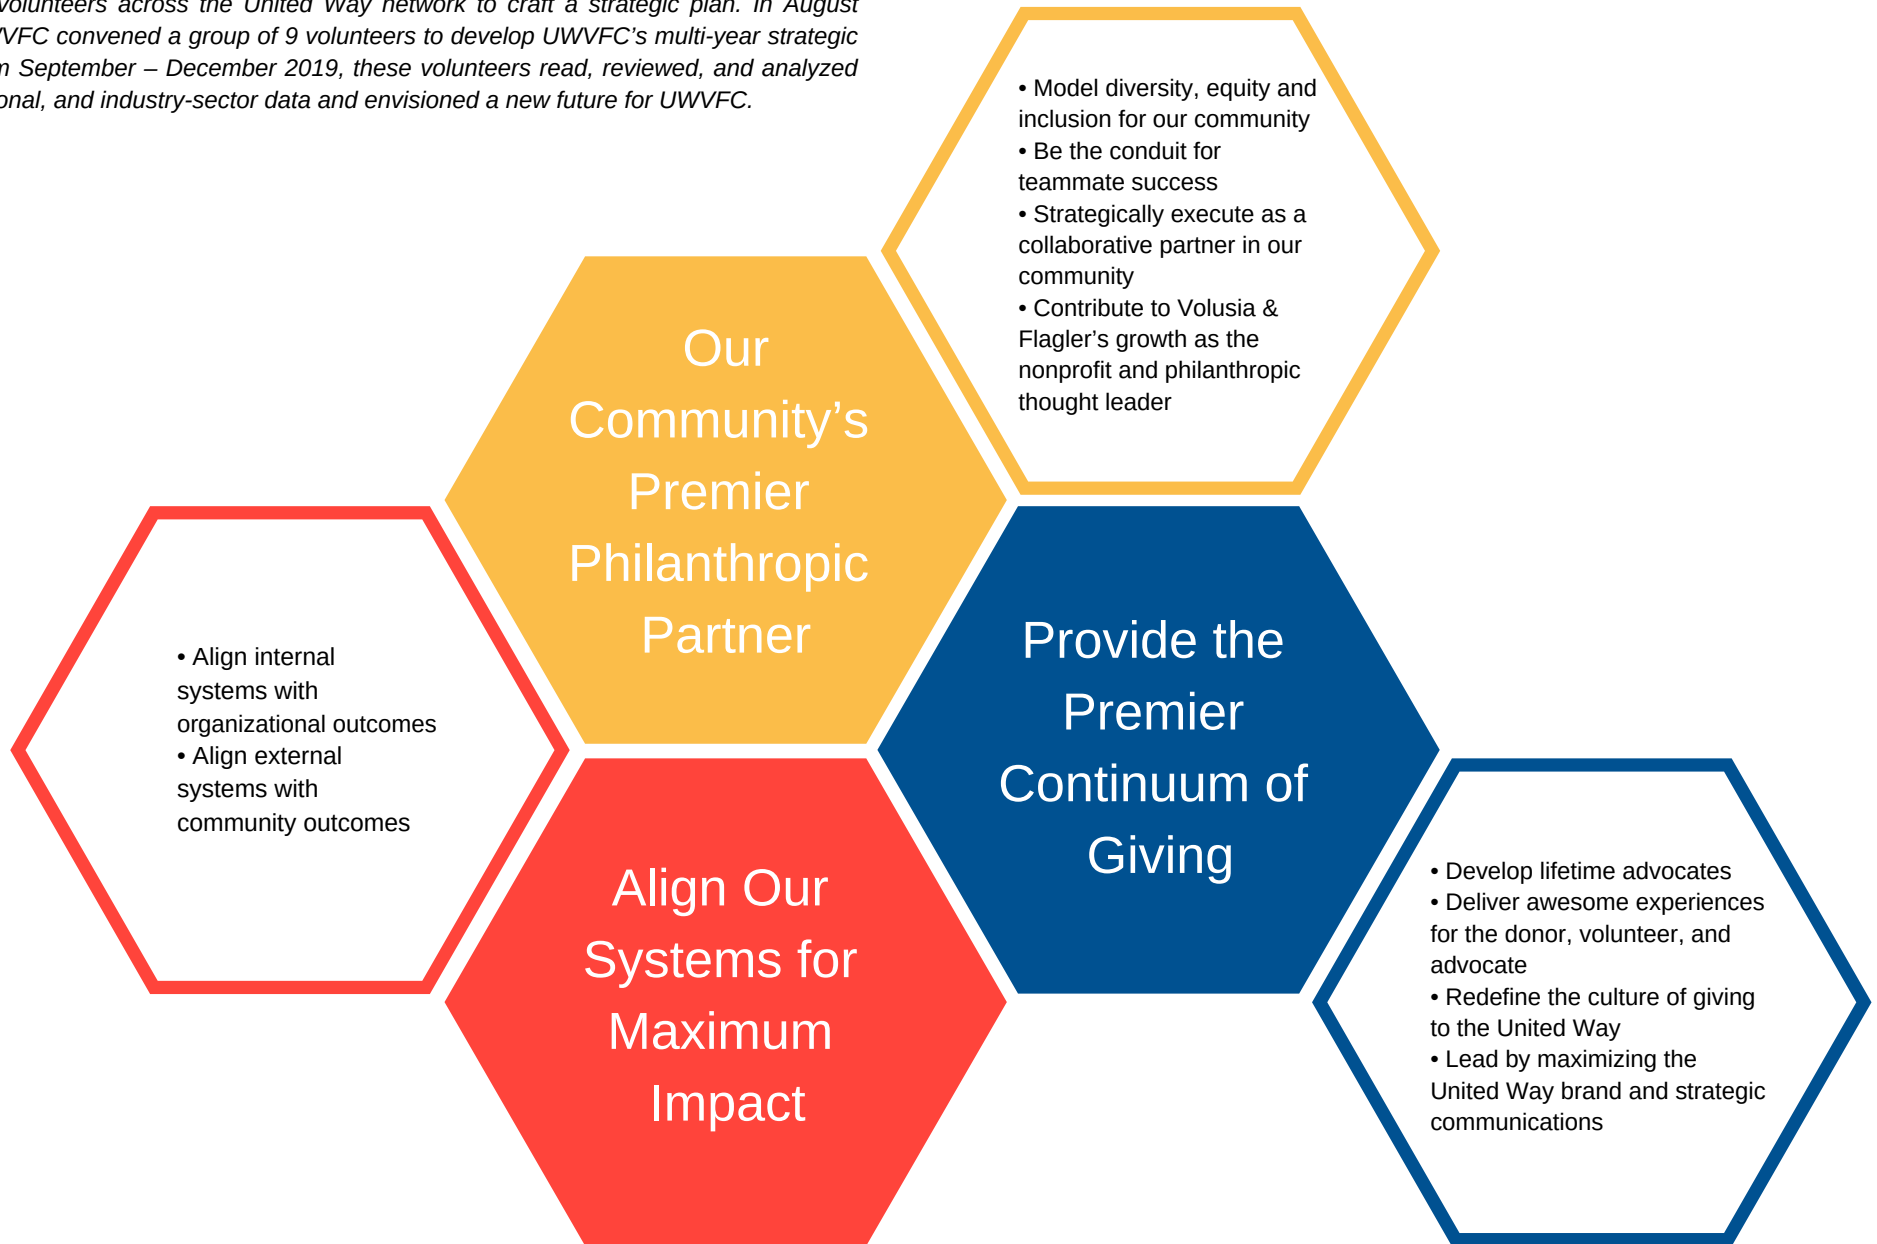 volunteers across the United Way network to craft a strategic plan. In August
VFC convened a group of 9 volunteers to develop UWVFC's multi-year strategic
September – December 2019, these volunteers read, reviewed, and analyzed
and industry-sector data and envisioned a new future for UWVFC.
• Model diversity, equity and
inclusion for our community
• Be the conduit for
teammate success
• Strategically execute as a
collaborative partner in our
community
• Contribute to Volusia &
Flagler's growth as the
nonprofit and philanthropic
thought leader
Our
Community's
Premier
Philanthropic
Partner
• Align internal
systems with
organizational outcomes
• Align external
systems with
community outcomes
Provide the
Premier
Continuum of
Giving
Align Our
Systems for
Maximum
Impact
• Develop lifetime advocates
• Deliver awesome experiences
for the donor, volunteer, and
advocate
• Redefine the culture of giving
to the United Way
• Lead by maximizing the
United Way brand and strategic
communications